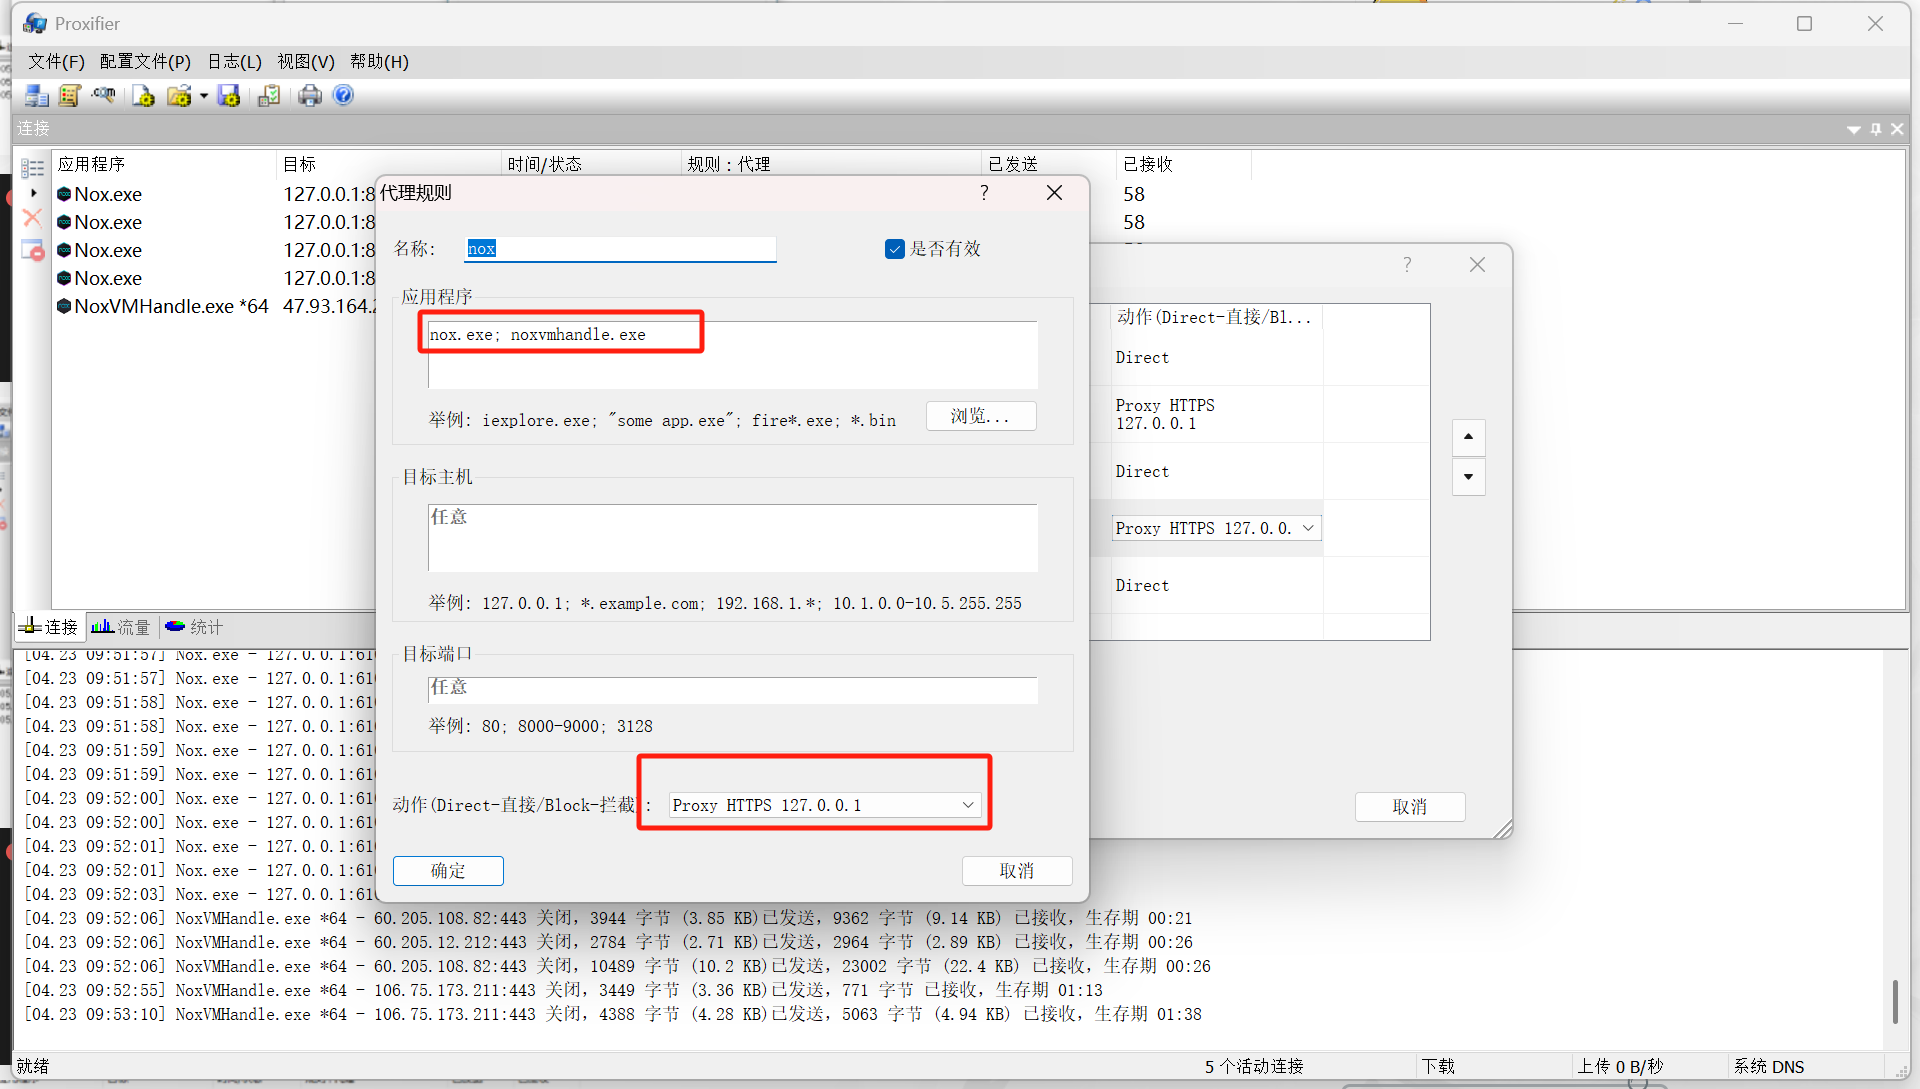 Proxifier
文件(F) 配置文件(P) 日志(L) 视图(V) 帮助(H)
连接
应用程序 目标 时间/状态 规则：代理 已发送 已接收
Nox.exe 127.0.0.1:8 58
Nox.exe 127.0.0.1:8 58
Nox.exe 127.0.0.1:8
Nox.exe 127.0.0.1:8
NoxVMHandle.exe *64 47.93.164.2
代理规则 ?
名称： nox 是否有效
应用程序
nox.exe; noxvmhandle.exe
举例: iexplore.exe; "some app.exe"; fire*.exe; *.bin 浏览...
目标主机
任意
举例: 127.0.0.1; *.example.com; 192.168.1.*; 10.1.0.0-10.5.255.255
目标端口
任意
举例: 80; 8000-9000; 3128
动作(Direct-直接/Block-拦截): Proxy HTTPS 127.0.0.1
确定 取消
?
动作(Direct-直接/Bl...
Direct
Proxy HTTPS
127.0.0.1
Direct
Proxy HTTPS 127.0.0.
Direct
取消
连接 流量 统计
[04.23 09:51:57] Nox.exe - 127.0.0.1:61
[04.23 09:51:57] Nox.exe - 127.0.0.1:61
[04.23 09:51:58] Nox.exe - 127.0.0.1:61
[04.23 09:51:58] Nox.exe - 127.0.0.1:61
[04.23 09:51:59] Nox.exe - 127.0.0.1:61
[04.23 09:51:59] Nox.exe - 127.0.0.1:61
[04.23 09:52:00] Nox.exe - 127.0.0.1:61
[04.23 09:52:00] Nox.exe - 127.0.0.1:61
[04.23 09:52:01] Nox.exe - 127.0.0.1:61
[04.23 09:52:01] Nox.exe - 127.0.0.1:61
[04.23 09:52:03] Nox.exe - 127.0.0.1:61
[04.23 09:52:06] NoxVMHandle.exe *64 - 60.205.108.82:443 关闭，3944 字节 (3.85 KB)已发送，9362 字节 (9.14 KB) 已接收，生存期 00:21
[04.23 09:52:06] NoxVMHandle.exe *64 - 60.205.12.212:443 关闭，2784 字节 (2.71 KB)已发送，2964 字节 (2.89 KB) 已接收，生存期 00:26
[04.23 09:52:06] NoxVMHandle.exe *64 - 60.205.108.82:443 关闭，10489 字节 (10.2 KB)已发送，23002 字节 (22.4 KB) 已接收，生存期 00:26
[04.23 09:52:55] NoxVMHandle.exe *64 - 106.75.173.211:443 关闭，3449 字节 (3.36 KB)已发送，771 字节 已接收，生存期 01:13
[04.23 09:53:10] NoxVMHandle.exe *64 - 106.75.173.211:443 关闭，4388 字节 (4.28 KB)已发送，5063 字节 (4.94 KB) 已接收，生存期 01:38
就绪 5 个活动连接 下载 上传 0 B/秒 系统 DNS